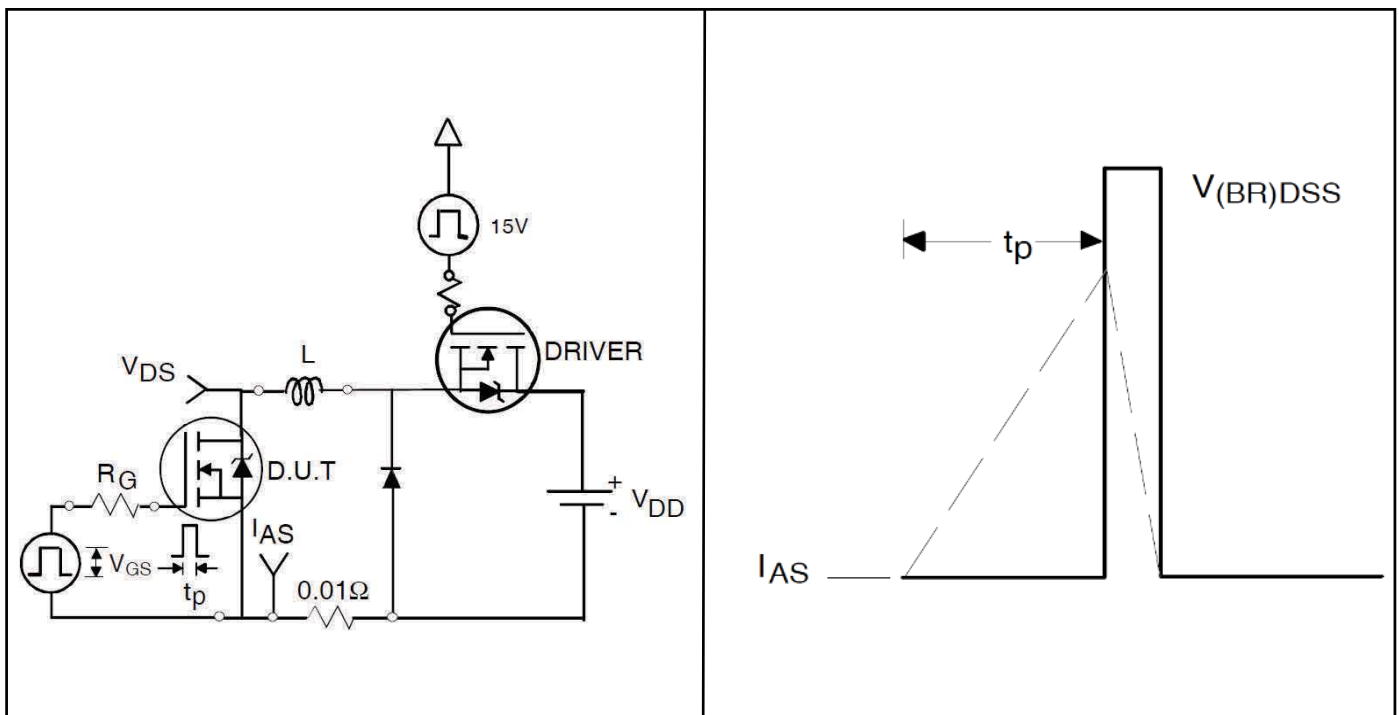 15V
DRIVER
L
VDS
D.U.T
RG
+
VDD
-
IAS
VGS
tp
0.01Ω
V(BR)DSS
tp
IAS